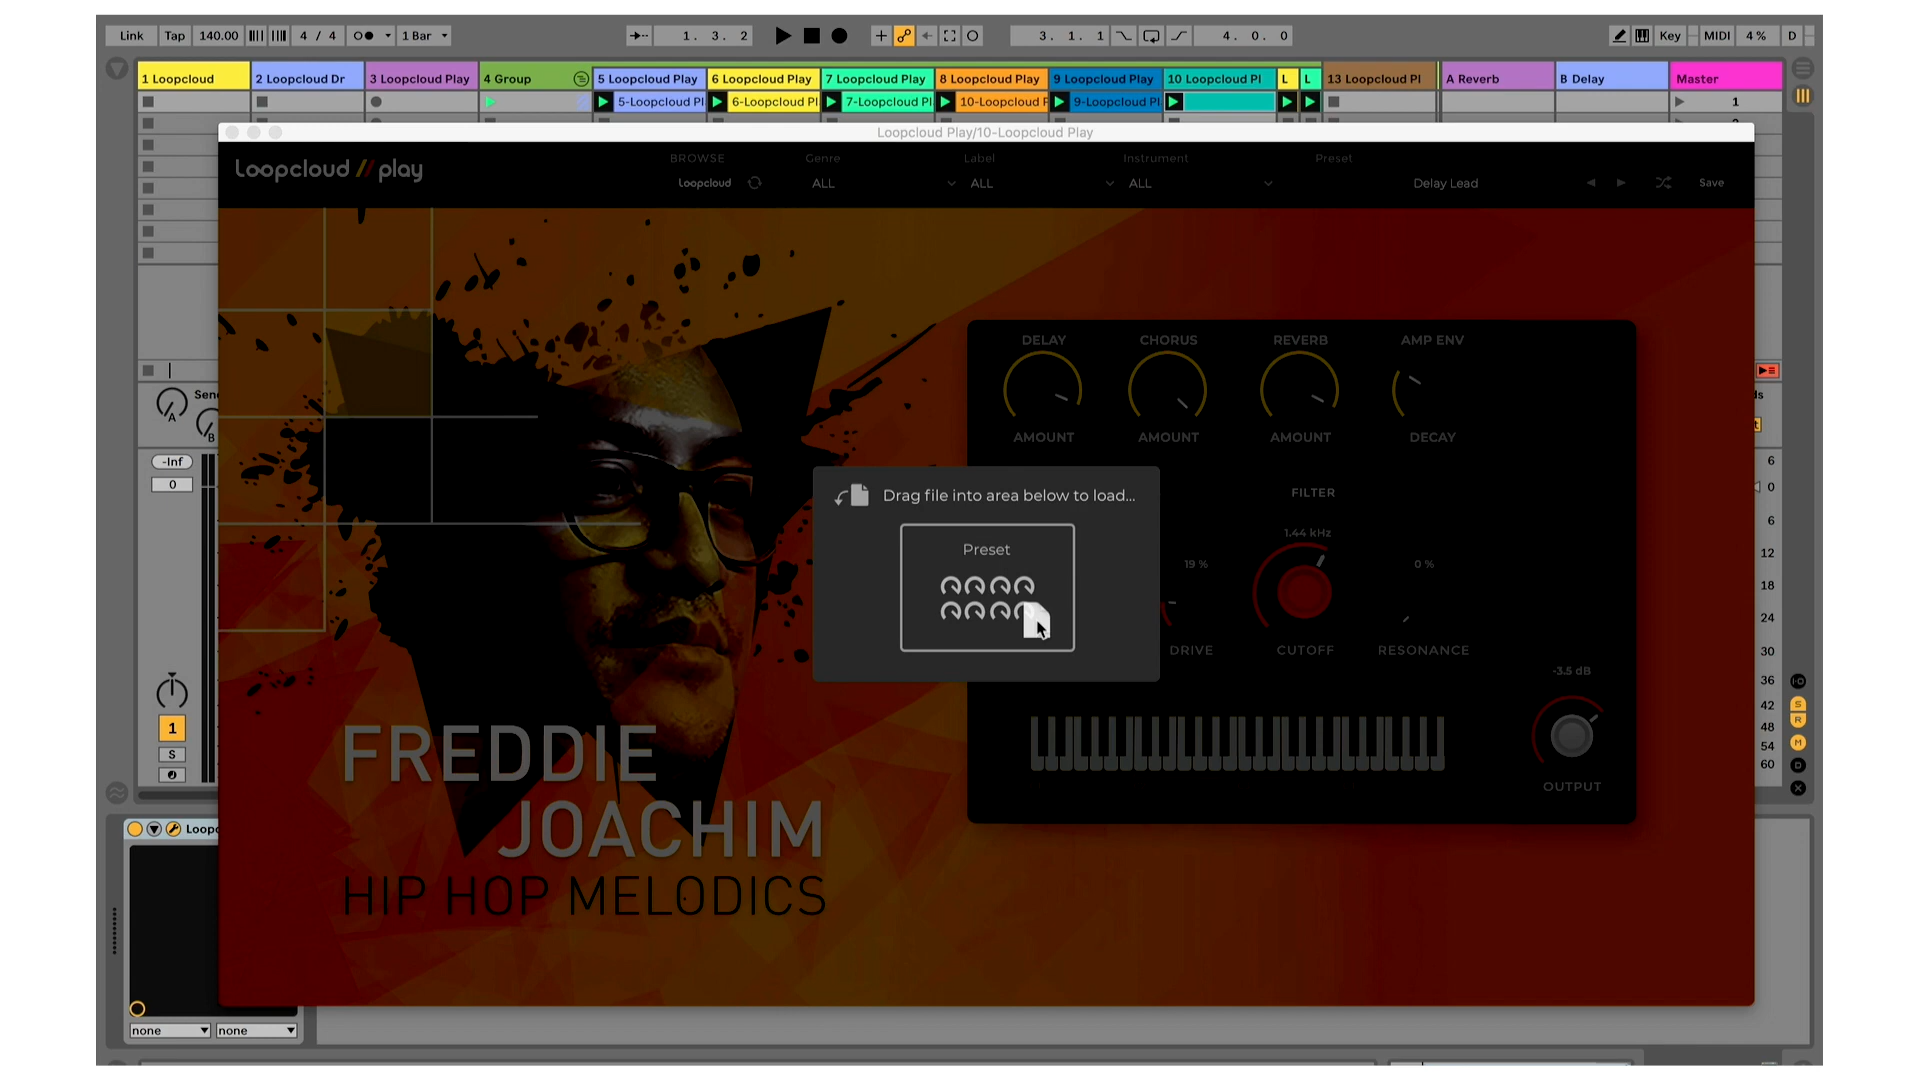 Link Tap 140.00 4 / 4 1 Bar 1. 3. 2 3. 1. 1 4. 0. 0 Key MIDI 4 % D
1 Loopcloud 2 Loopcloud Dr 3 Loopcloud Play 4 Group 5 Loopcloud Play 6 Loopcloud Play 7 Loopcloud Play 8 Loopcloud Play 9 Loopcloud Play 10 Loopcloud Pl L L 13 Loopcloud Pl A Reverb B Delay Master
5-Loopcloud Pl 6-Loopcloud Pl 7-Loopcloud Pl 10-Loopcloud P 9-Loopcloud Pl 1
Loopcloud Play/10-Loopcloud Play
Loopcloud // play
BROWSE Genre Label Instrument Preset
Loopcloud ALL ALL ALL Delay Lead Save
DELAY CHORUS REVERB AMP ENV
AMOUNT AMOUNT AMOUNT DECAY
Sen
A
B
-Inf
0
Drag file into area below to load...
Preset
FILTER
1.44 kHz
19 % 0 %
DRIVE CUTOFF RESONANCE
-3.5 dB
OUTPUT
FREDDIE
JOACHIM
HIP HOP MELODICS
6
0
6
12
18
24
30
36
42
48
54
60
S
R
M
D
1
S
Loopc
none none